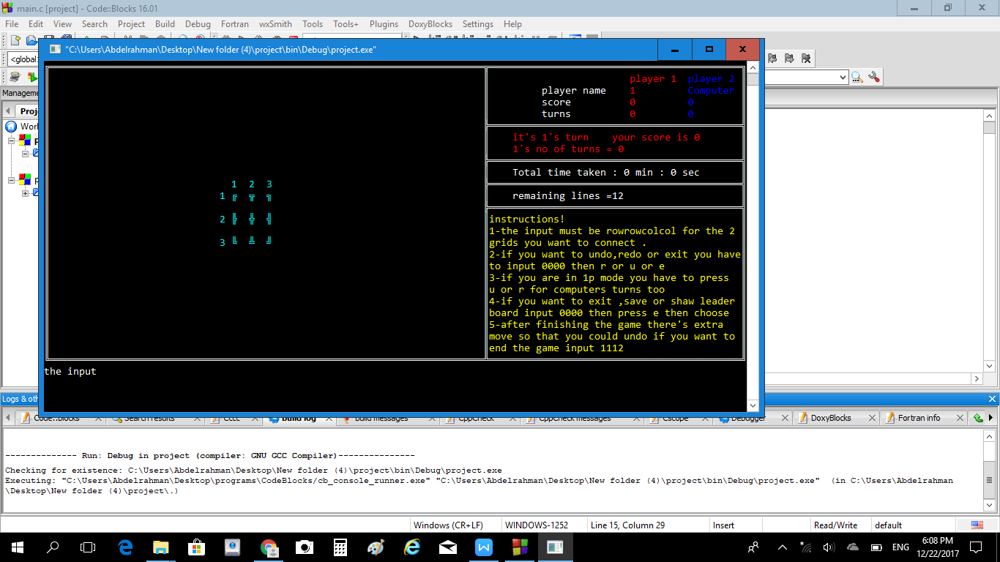 main.c [project] - Code::Blocks 16.01
File Edit View Search Project Build Debug Fortran wxSmith Tools Tools+ Plugins DoxyBlocks Settings Help
"C:\Users\Abdelrahman\Desktop\New folder (4)\project\bin\Debug\project.exe"
<global
Manageme
Proj
Worl
p
p
player 1 player 2
player name 1 Computer
score 0 0
turns 0 0
it's 1's turn your score is 0
1's no of turns = 0
Total time taken : 0 min : 0 sec
remaining lines =12
1 2 3
1 ╔ ╦ ╗
2 ╠ ╬ ╣
3 ╚ ╩ ╝
instructions!
1-the input must be rowrowcolcol for the 2
grids you want to connect .
2-if you want to undo,redo or exit you have
to input 0000 then r or u or e
3-if you are in 1p mode you have to press
u or r for computers turns too
4-if you want to exit ,save or shaw leader
board input 0000 then press e then choose
5-after finishing the game there's extra
move so that you could undo if you want to
end the game input 1112
the input
Logs & oth
Code::Blocks Search results Cccc Build log Build messages CppCheck CppCheck messages Cscope Debugger DoxyBlocks Fortran info
-------------- Run: Debug in project (compiler: GNU GCC Compiler)---------------
Checking for existence: C:\Users\Abdelrahman\Desktop\New folder (4)\project\bin\Debug\project.exe
Executing: "C:\Users\Abdelrahman\Desktop\programs\CodeBlocks/cb_console_runner.exe" "C:\Users\Abdelrahman\Desktop\New folder (4)\project\bin\Debug\project.exe" (in C:\Users\Abdelrahman
\Desktop\New folder (4)\project\.)
Windows (CR+LF) WINDOWS-1252 Line 15, Column 29 Insert Read/Write default
ENG
6:08 PM
12/22/2017